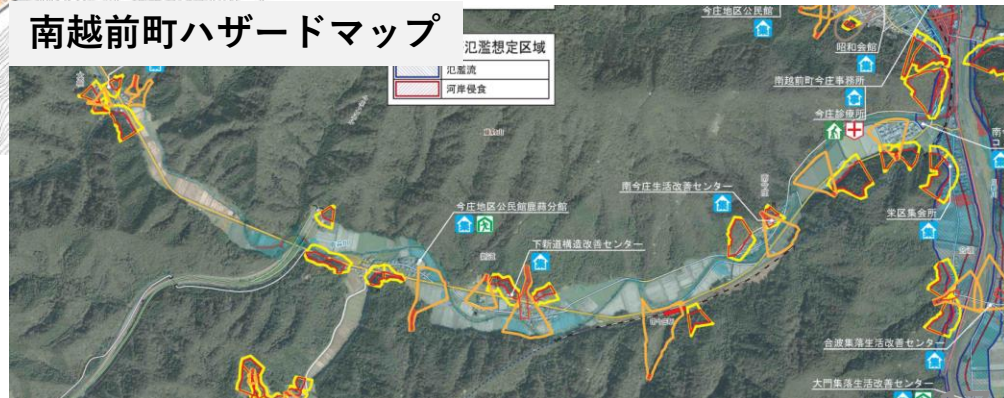 南越前町ハザードマップ
氾濫想定区域
氾濫流
河岸侵食
今庄地区公民館
昭和会館
南越前町今庄事務所
今庄診療所
南今庄生活改善センター
栄区集会所
今庄地区公民館鹿蒜分館
下新道構造改善センター
合波集落生活改善センター
大門集落生活改善センター